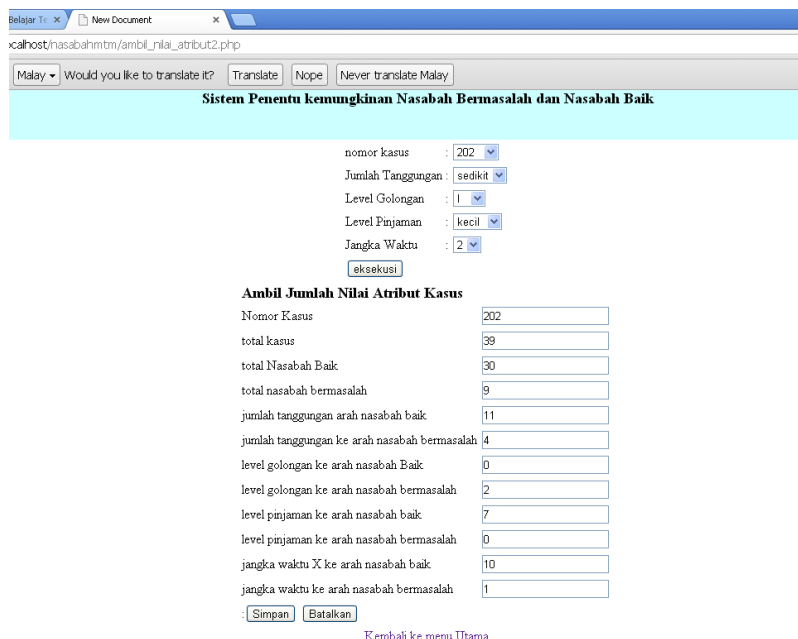 Belajar Te × New Document ×
ocalhost/nasabahmtm/ambil_nilai_atribut2.php
Malay Would you like to translate it? Translate Nope Never translate Malay
Sistem Penentu kemungkinan Nasabah Bermasalah dan Nasabah Baik
nomor kasus : 202
Jumlah Tanggungan : sedikit
Level Golongan : I
Level Pinjaman : kecil
Jangka Waktu : 2
eksekusi
Ambil Jumlah Nilai Atribut Kasus
Nomor Kasus 202
total kasus 39
total Nasabah Baik 30
total nasabah bermasalah 9
jumlah tanggungan arah nasabah baik 11
jumlah tanggungan ke arah nasabah bermasalah 4
level golongan ke arah nasabah Baik 0
level golongan ke arah nasabah bermasalah 2
level pinjaman ke arah nasabah baik 7
level pinjaman ke arah nasabah bermasalah 0
jangka waktu X ke arah nasabah baik 10
jangka waktu ke arah nasabah bermasalah 1
: Simpan Batalkan
Kembali ke menu Utama